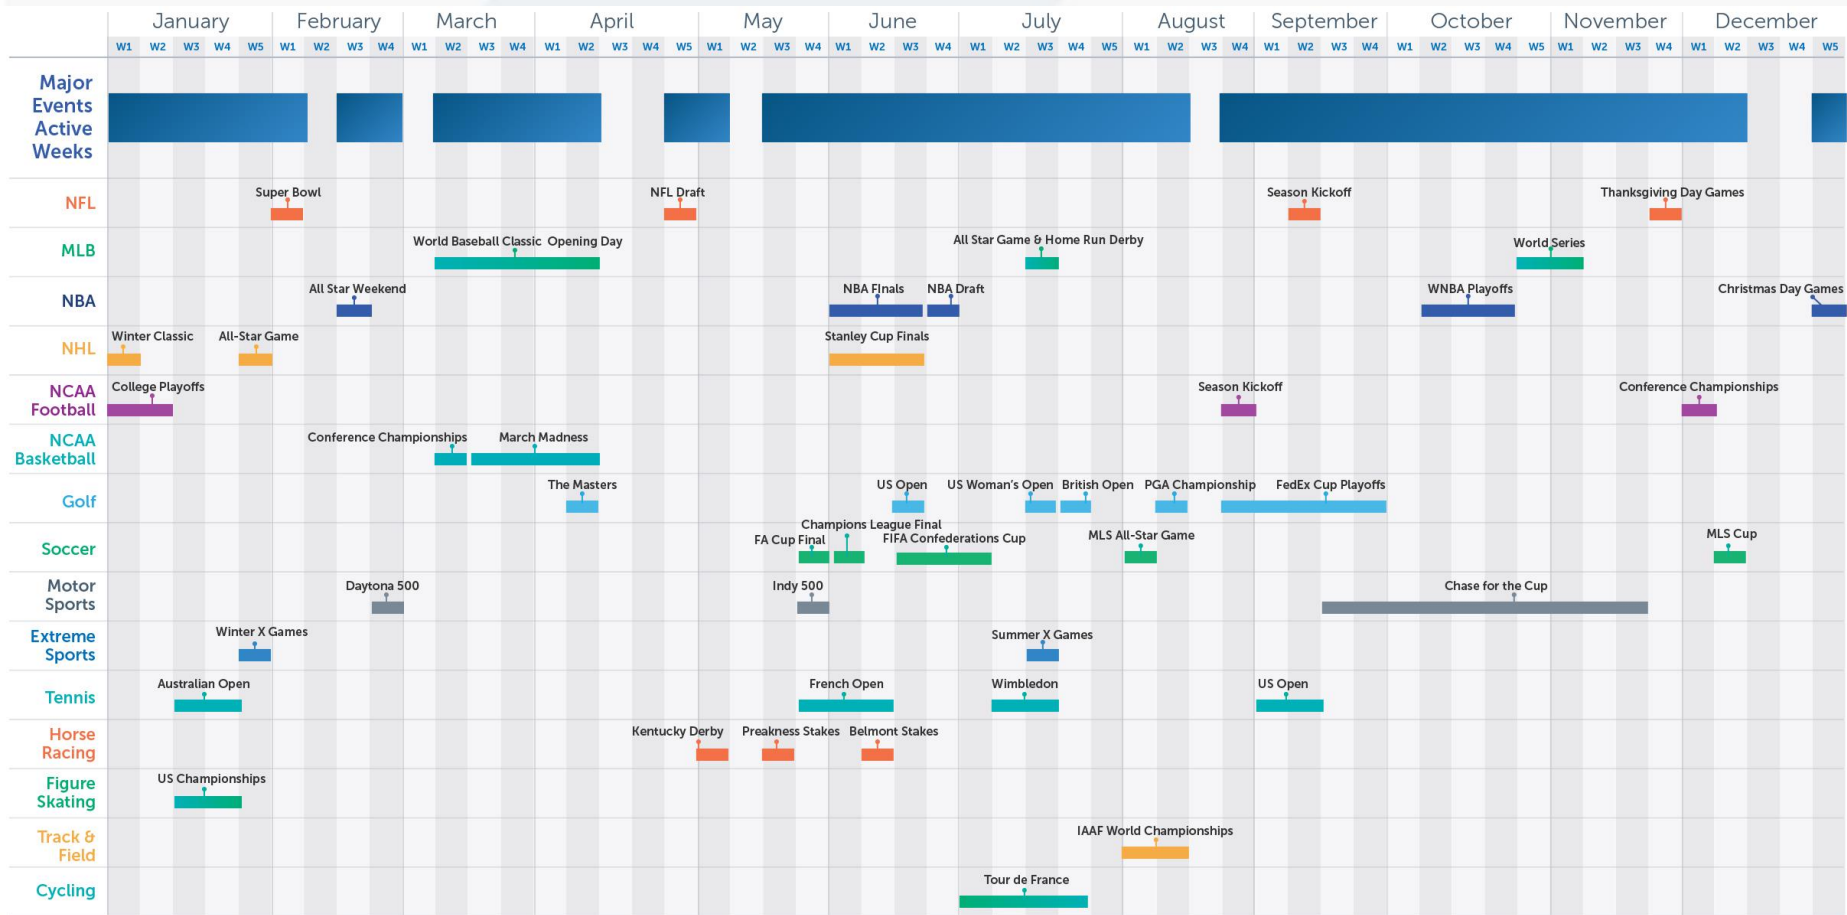 January February March April May June July August September October November December
W1 W2 W3 W4 W5 W1 W2 W3 W4 W1 W2 W3 W4 W1 W2 W3 W4 W5 W1 W2 W3 W4 W1 W2 W3 W4 W1 W2 W3 W4 W5 W1 W2 W3 W4 W1 W2 W3 W4 W1 W2 W3 W4 W5 W1 W2 W3 W4 W1 W2 W3 W4 W5
Major
Events
Active
Weeks
NFL
Super Bowl NFL Draft Season Kickoff Thanksgiving Day Games
MLB
World Baseball Classic Opening Day All Star Game & Home Run Derby World Series
NBA
All Star Weekend NBA FInals NBA Draft WNBA Playoffs Christmas Day Games
NHL
Winter Classic All-Star Game Stanley Cup Finals
NCAA
Football
College Playoffs Season Kickoff Conference Championships
NCAA
Basketball
Conference Championships March Madness
Golf
The Masters US Open US Woman's Open British Open PGA Championship FedEx Cup Playoffs
Soccer
Champions League Final
FA Cup Final FIFA Confederations Cup MLS All-Star Game MLS Cup
Motor
Sports
Daytona 500 Indy 500 Chase for the Cup
Extreme
Sports
Winter X Games Summer X Games
Tennis
Australian Open French Open Wimbledon US Open
Horse
Racing
Kentucky Derby Preakness Stakes Belmont Stakes
Figure
Skating
US Championships
Track &
Field
IAAF World Championships
Cycling
Tour de France